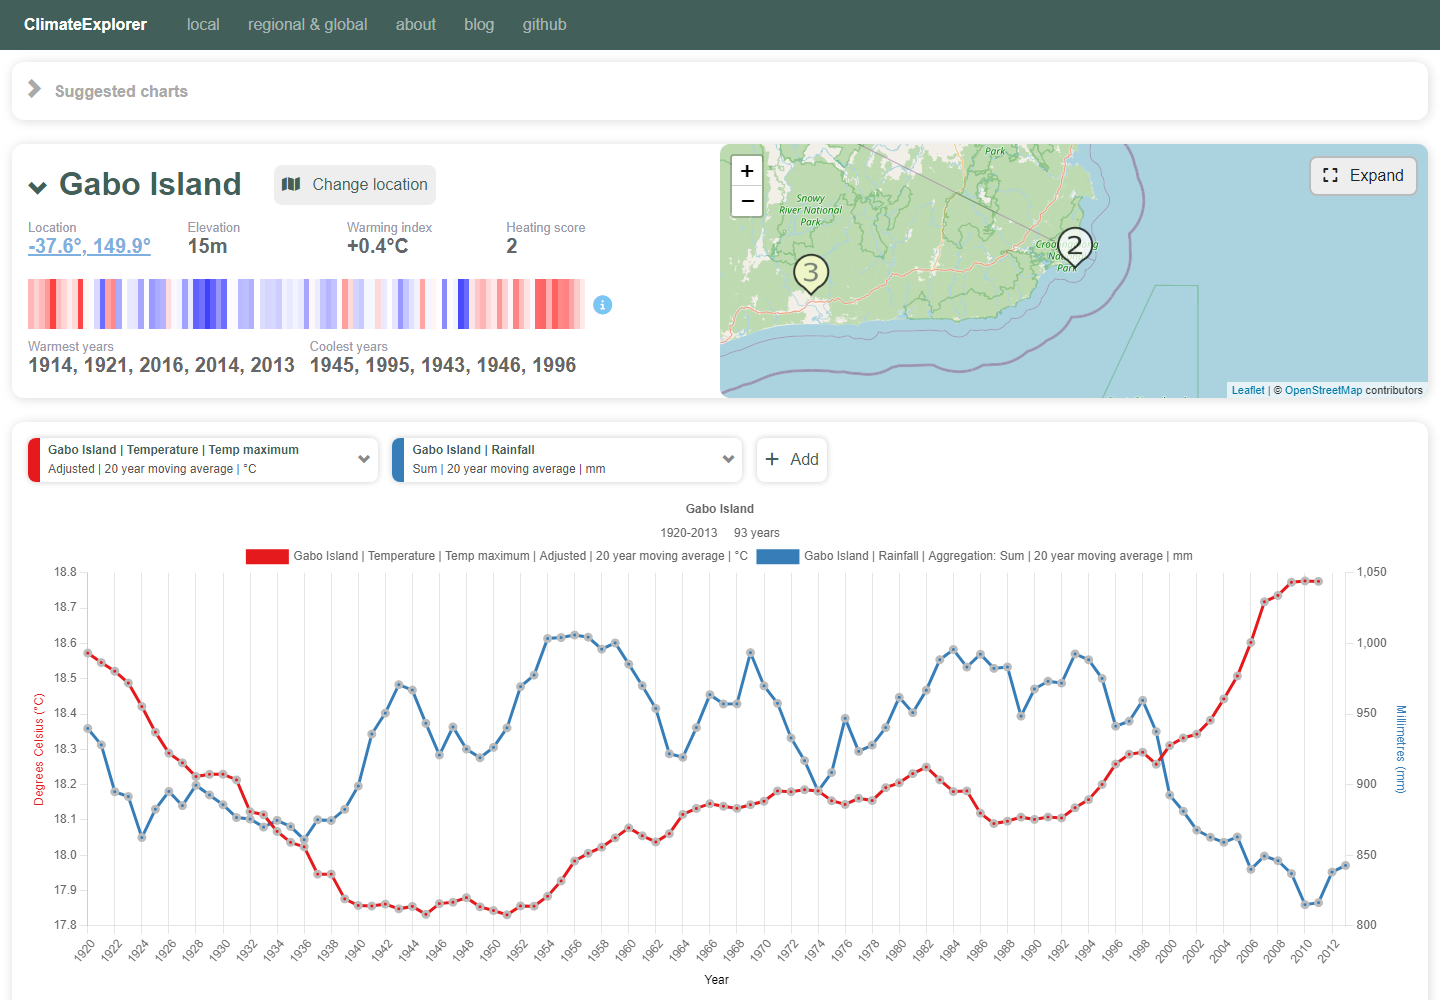 ClimateExplorer local regional & global about blog github
Suggested charts
Gabo Island
Change location
Location Elevation Warming index Heating score
-37.6°, 149.9° 15m +0.4°C 2
Warmest years Coolest years
1914, 1921, 2016, 2014, 2013 1945, 1995, 1943, 1946, 1996
+
−
Expand
Park
Snowy
River National
Park
3
2
Park
Leaflet | © OpenStreetMap contributors
Gabo Island | Temperature | Temp maximum
Adjusted | 20 year moving average | °C
Gabo Island | Rainfall
Sum | 20 year moving average | mm
+ Add
Gabo Island
1920-2013 93 years
Gabo Island | Temperature | Temp maximum | Adjusted | 20 year moving average | °C
Gabo Island | Rainfall | Aggregation: Sum | 20 year moving average | mm
18.8
18.7
18.6
18.5
18.4
18.3
18.2
18.1
18.0
17.9
17.8
Degrees Celsius (°C)
1,050
1,000
950
900
850
800
Millimetres (mm)
1920 1922 1924 1926 1928 1930 1932 1934 1936 1938 1940 1942 1944 1946 1948 1950 1952 1954 1956 1958 1960 1962 1964 1966 1968 1970 1972 1974 1976 1978 1980 1982 1984 1986 1988 1990 1992 1994 1996 1998 2000 2002 2004 2006 2008 2010 2012
Year